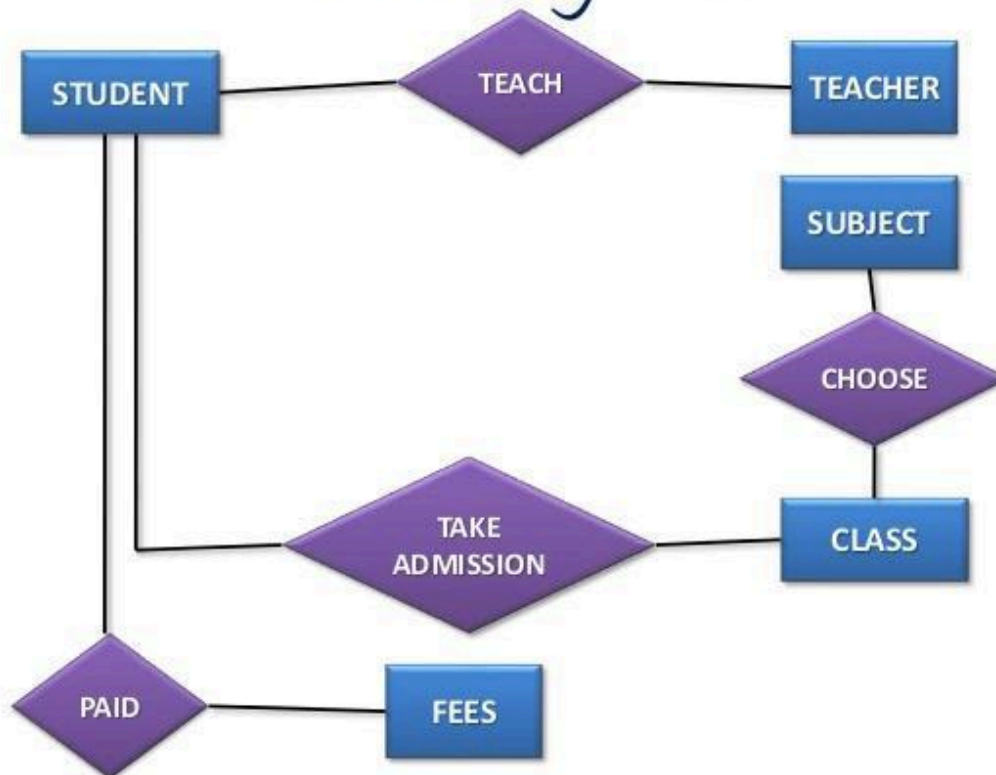 STUDENT
TEACH
TEACHER
SUBJECT
CHOOSE
TAKE
ADMISSION
CLASS
PAID
FEES